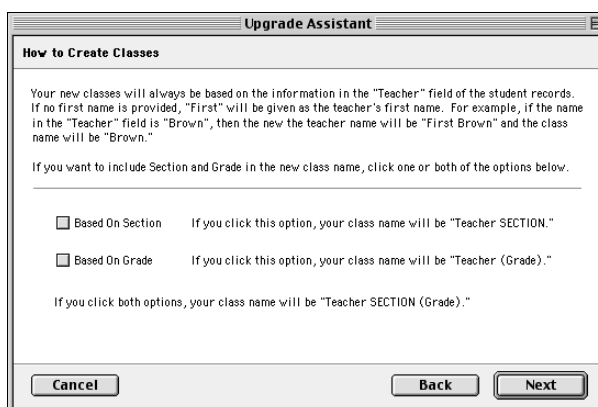 Upgrade Assistant
How to Create Classes
Your new classes will always be based on the information in the "Teacher" field of the student records.
If no first name is provided, "First" will be given as the teacher's first name. For example, if the name
in the "Teacher" field is "Brown", then the new the teacher name will be "First Brown" and the class
name will be "Brown."
If you want to include Section and Grade in the new class name, click one or both of the options below.
Based On Section If you click this option, your class name will be "Teacher SECTION."
Based On Grade If you click this option, your class name will be "Teacher (Grade)."
If you click both options, your class name will be "Teacher SECTION (Grade)."
Cancel Back Next